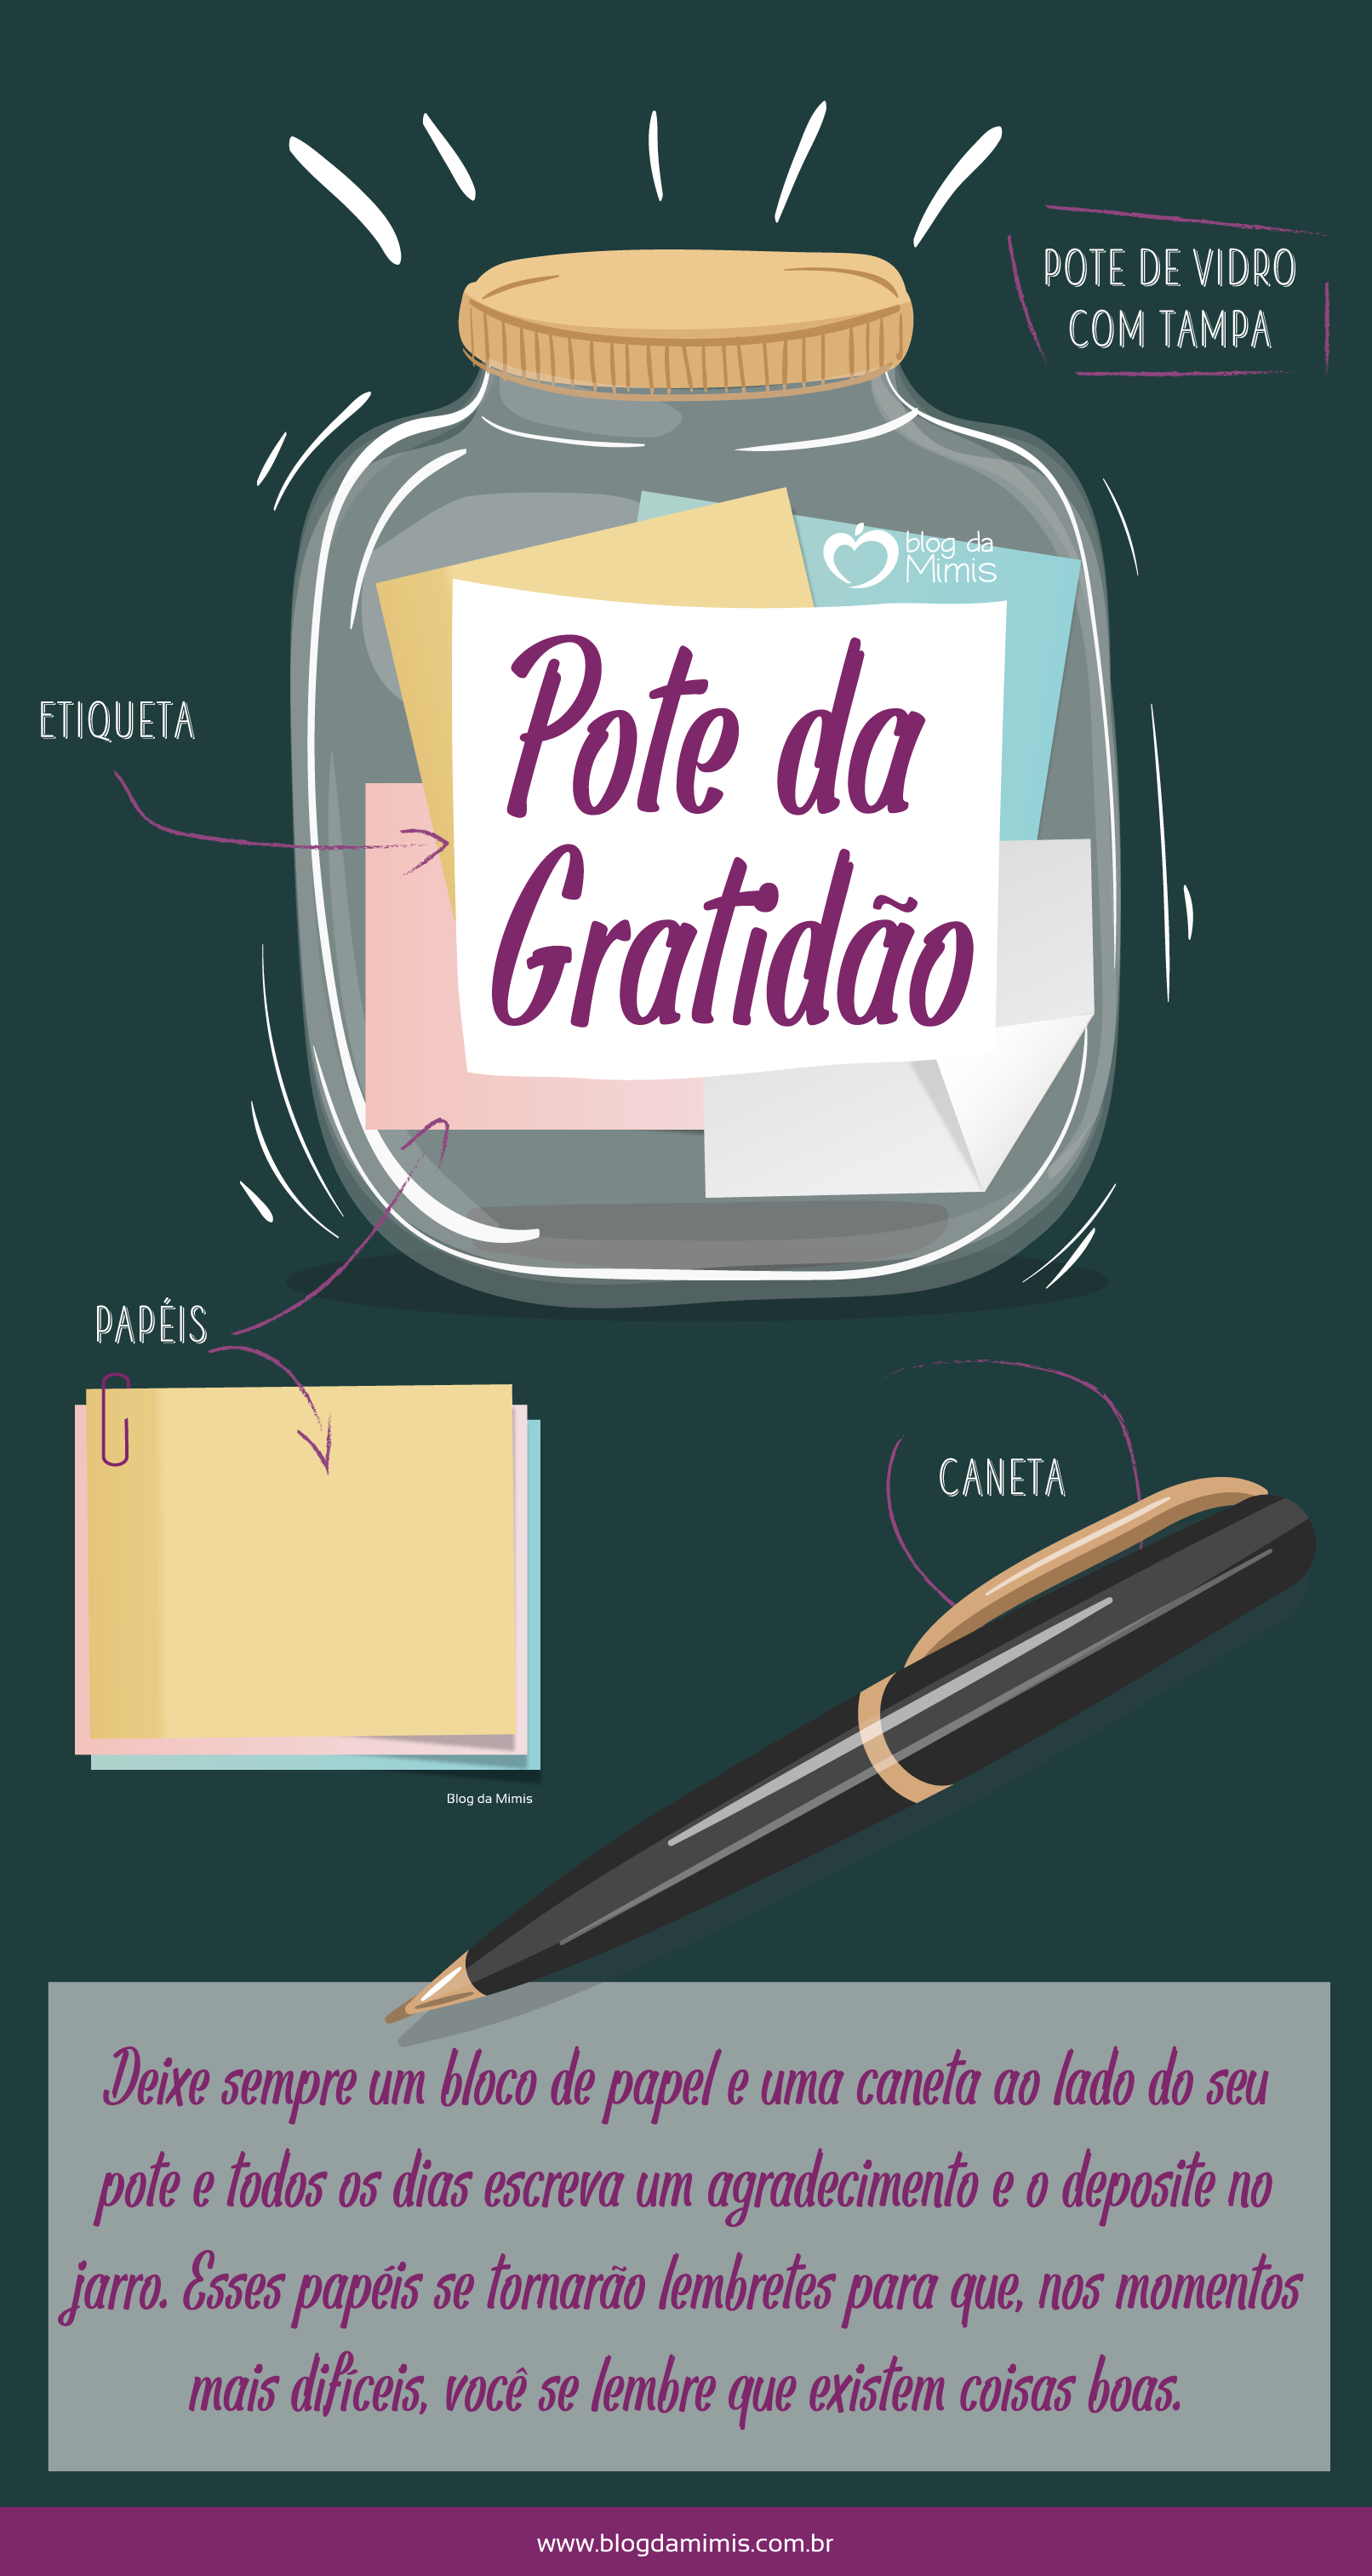 POTE DE VIDRO
COM TAMPA
blog da
Mimis
Pote da
Gratidão
ETIQUETA
PAPÉIS
CANETA
Blog da Mimis
Deixe sempre um bloco de papel e uma caneta ao lado do seu
pote e todos os dias escreva um agradecimento e o deposite no
jarro. Esses papéis se tornarão lembretes para que, nos momentos
mais difíceis, você se lembre que existem coisas boas.
www.blogdamimis.com.br